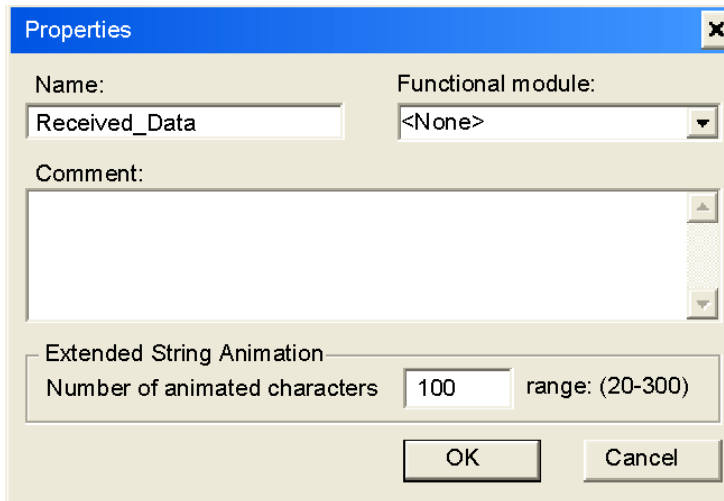 Properties
Name:
Functional module:
Received_Data
<None>
Comment:
Extended String Animation
Number of animated characters 100 range: (20-300)
OK Cancel